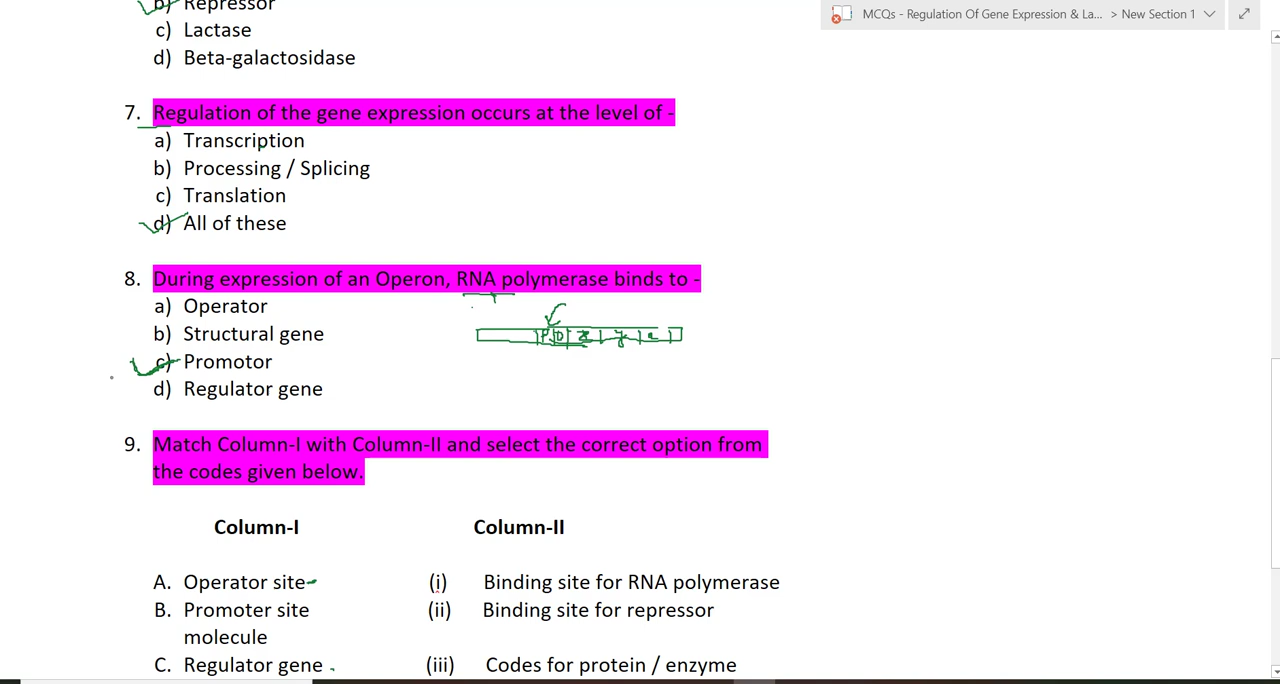 MCQs - Regulation Of Gene Expression & La... > New Section 1
b) Repressor
c) Lactase
d) Beta-galactosidase
7. Regulation of the gene expression occurs at the level of -
a) Transcription
b) Processing / Splicing
c) Translation
d) All of these
8. During expression of an Operon, RNA polymerase binds to -
a) Operator
b) Structural gene
P O z y a
c) Promotor
d) Regulator gene
9. Match Column-I with Column-II and select the correct option from
the codes given below.
Column-I Column-II
A. Operator site (i) Binding site for RNA polymerase
B. Promoter site (ii) Binding site for repressor
molecule
C. Regulator gene (iii) Codes for protein / enzyme